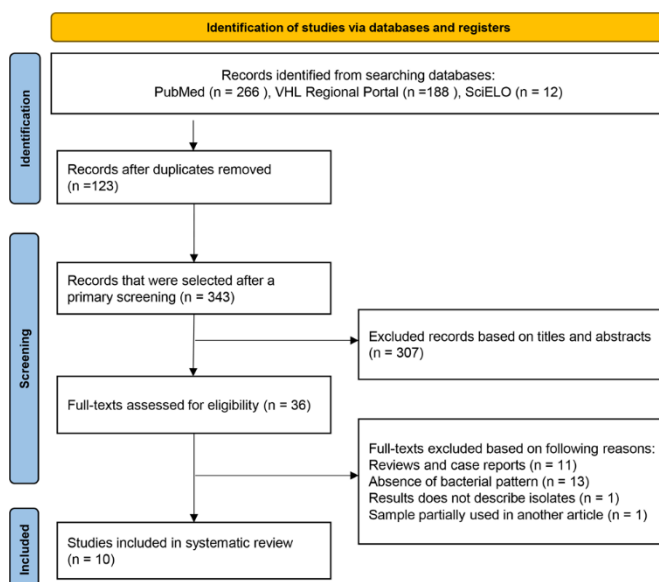 Identification of studies via databases and registers
Identification
Records identified from searching databases:
PubMed (n = 266 ), VHL Regional Portal (n =188 ), SciELO (n = 12)
Records after duplicates removed
(n =123)
Screening
Records that were selected after a
primary screening (n = 343)
Excluded records based on titles and abstracts
(n = 307)
Full-texts assessed for eligibility (n = 36)
Full-texts excluded based on following reasons:
Reviews and case reports (n = 11)
Absence of bacterial pattern (n = 13)
Results does not describe isolates (n = 1)
Sample partially used in another article (n = 1)
Included
Studies included in systematic review
(n = 10)